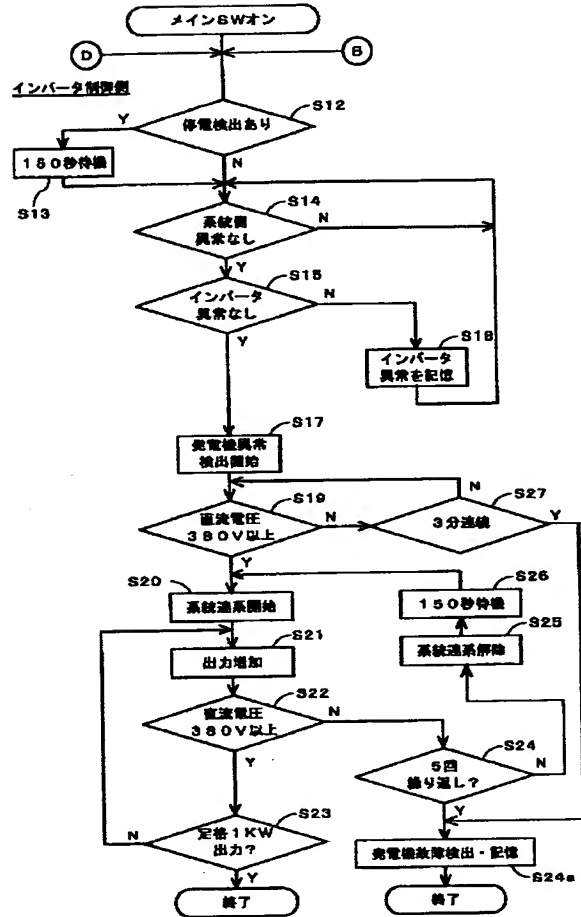 メインSWオン
D
B
インバータ制御側
S12
停電検出あり
Y
N
150秒待機
S13
S14
系統側
異常なし
N
Y
S15
インバータ
異常なし
N
Y
S18
インバータ
異常を記憶
S17
発電機異常
検出開始
S19
直流電圧
380V以上
N
Y
N
S27
3分連続
Y
S20
系統連系開始
S26
150秒待機
S25
系統連系解除
S21
出力増加
S22
直流電圧
380V以上
N
Y
S24
5回
繰り返し?
N
Y
S23
定格1KW
出力?
N
Y
発電機故障検出・記憶
S24a
終了
終了